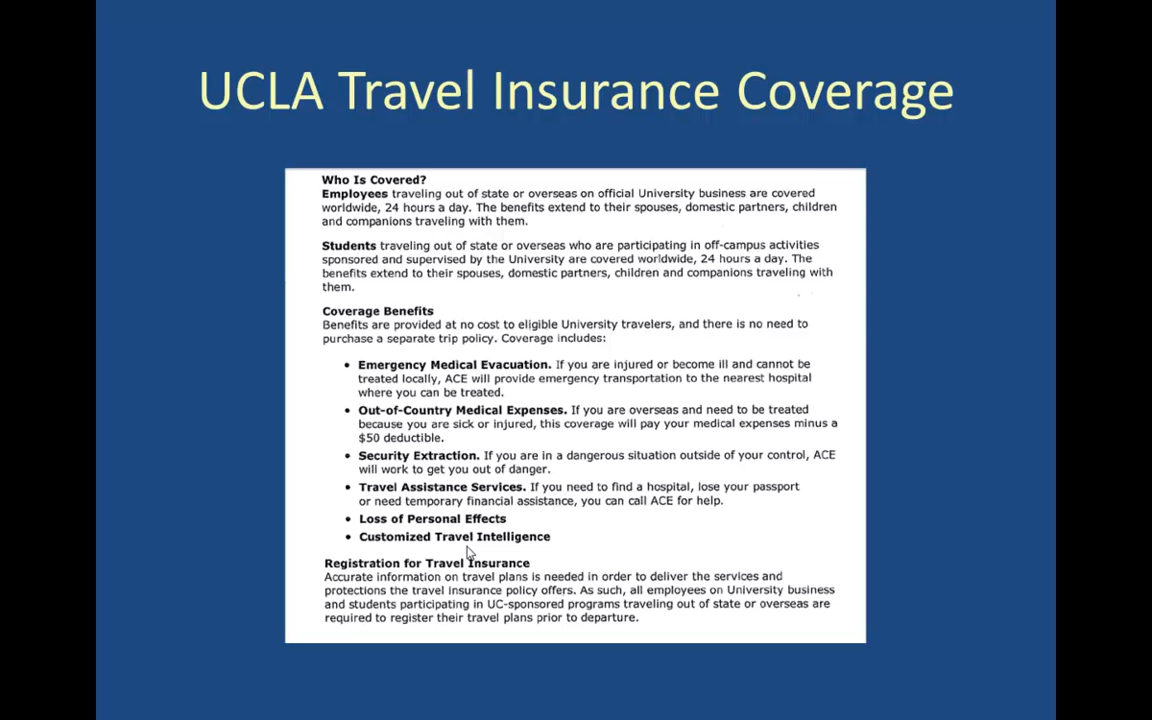 UCLA Travel Insurance Coverage
Who Is Covered?
Employees traveling out of state or overseas on official University business are covered
worldwide, 24 hours a day. The benefits extend to their spouses, domestic partners, children
and companions traveling with them.
Students traveling out of state or overseas who are participating in off-campus activities
sponsored and supervised by the University are covered worldwide, 24 hours a day. The
benefits extend to their spouses, domestic partners, children and companions traveling with
them.
Coverage Benefits
Benefits are provided at no cost to eligible University travelers, and there is no need to
purchase a separate trip policy. Coverage includes:
• Emergency Medical Evacuation. If you are injured or become ill and cannot be
treated locally, ACE will provide emergency transportation to the nearest hospital
where you can be treated.
• Out-of-Country Medical Expenses. If you are overseas and need to be treated
because you are sick or injured, this coverage will pay your medical expenses minus a
$50 deductible.
• Security Extraction. If you are in a dangerous situation outside of your control, ACE
will work to get you out of danger.
• Travel Assistance Services. If you need to find a hospital, lose your passport
or need temporary financial assistance, you can call ACE for help.
• Loss of Personal Effects
• Customized Travel Intelligence
Registration for Travel Insurance
Accurate information on travel plans is needed in order to deliver the services and
protections the travel insurance policy offers. As such, all employees on University business
and students participating in UC-sponsored programs traveling out of state or overseas are
required to register their travel plans prior to departure.